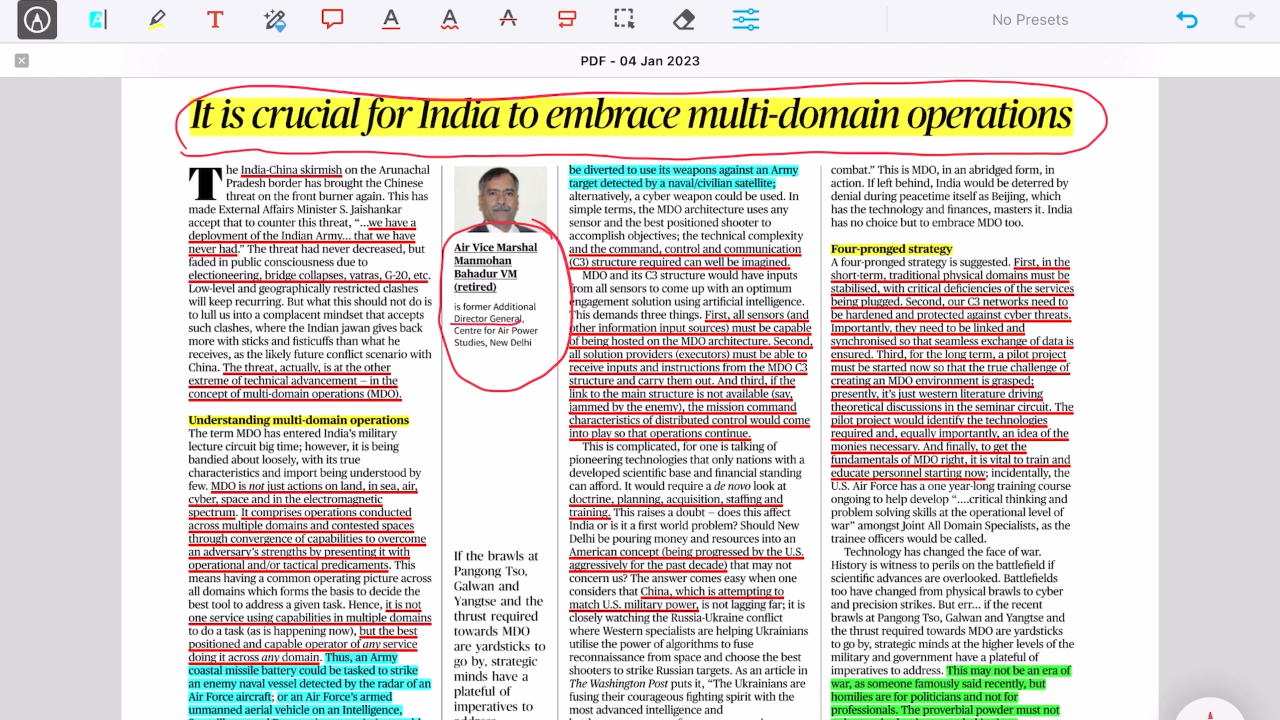 No Presets
PDF - 04 Jan 2023
It is crucial for India to embrace multi-domain operations
The India-China skirmish on the Arunachal
Pradesh border has brought the Chinese
threat on the front burner again. This has
made External Affairs Minister S. Jaishankar
accept that to counter this threat, “...we have a
deployment of the Indian Army... that we have
never had.” The threat had never decreased, but
faded in public consciousness due to
electioneering, bridge collapses, yatras, G-20, etc.
Low-level and geographically restricted clashes
will keep recurring. But what this should not do is
to lull us into a complacent mindset that accepts
such clashes, where the Indian jawan gives back
more with sticks and fisticuffs than what he
receives, as the likely future conflict scenario with
China. The threat, actually, is at the other
extreme of technical advancement — in the
concept of multi-domain operations (MDO).
Understanding multi-domain operations
The term MDO has entered India’s military
lecture circuit big time; however, it is being
bandied about loosely, with its true
characteristics and import being understood by
few. MDO is not just actions on land, in sea, air,
cyber, space and in the electromagnetic
spectrum. It comprises operations conducted
across multiple domains and contested spaces
through convergence of capabilities to overcome
an adversary’s strengths by presenting it with
operational and/or tactical predicaments. This
means having a common operating picture across
all domains which forms the basis to decide the
best tool to address a given task. Hence, it is not
one service using capabilities in multiple domains
to do a task (as is happening now), but the best
positioned and capable operator of any service
doing it across any domain. Thus, an Army
coastal missile battery could be tasked to strike
an enemy naval vessel detected by the radar of an
Air Force aircraft; or an Air Force’s armed
unmanned aerial vehicle on an Intelligence,
Air Vice Marshal
Manmohan
Bahadur VM
(retired)
is former Additional
Director General,
Centre for Air Power
Studies, New Delhi
If the brawls at
Pangong Tso,
Galwan and
Yangtse and the
thrust required
towards MDO
are yardsticks to
go by, strategic
minds have a
plateful of
imperatives to
address
be diverted to use its weapons against an Army
target detected by a naval/civilian satellite;
alternatively, a cyber weapon could be used. In
simple terms, the MDO architecture uses any
sensor and the best positioned shooter to
accomplish objectives; the technical complexity
and the command, control and communication
(C3) structure required can well be imagined.
MDO and its C3 structure would have inputs
from all sensors to come up with an optimum
engagement solution using artificial intelligence.
This demands three things. First, all sensors (and
other information input sources) must be capable
of being hosted on the MDO architecture. Second,
all solution providers (executors) must be able to
receive inputs and instructions from the MDO C3
structure and carry them out. And third, if the
link to the main structure is not available (say,
jammed by the enemy), the mission command
characteristics of distributed control would come
into play so that operations continue.
This is complicated, for one is talking of
pioneering technologies that only nations with a
developed scientific base and financial standing
can afford. It would require a de novo look at
doctrine, planning, acquisition, staffing and
training. This raises a doubt — does this affect
India or is it a first world problem? Should New
Delhi be pouring money and resources into an
American concept (being progressed by the U.S.
aggressively for the past decade) that may not
concern us? The answer comes easy when one
considers that China, which is attempting to
match U.S. military power, is not lagging far; it is
closely watching the Russia-Ukraine conflict
where Western specialists are helping Ukrainians
utilise the power of algorithms to fuse
reconnaissance from space and choose the best
shooters to strike Russian targets. As an article in
The Washington Post puts it, “The Ukrainians are
fusing their courageous fighting spirit with the
most advanced intelligence and
combat.” This is MDO, in an abridged form, in
action. If left behind, India would be deterred by
denial during peacetime itself as Beijing, which
has the technology and finances, masters it. India
has no choice but to embrace MDO too.
Four-pronged strategy
A four-pronged strategy is suggested. First, in the
short-term, traditional physical domains must be
stabilised, with critical deficiencies of the services
being plugged. Second, our C3 networks need to
be hardened and protected against cyber threats.
Importantly, they need to be linked and
synchronised so that seamless exchange of data is
ensured. Third, for the long term, a pilot project
must be started now so that the true challenge of
creating an MDO environment is grasped;
presently, it’s just western literature driving
theoretical discussions in the seminar circuit. The
pilot project would identify the technologies
required and, equally importantly, an idea of the
monies necessary. And finally, to get the
fundamentals of MDO right, it is vital to train and
educate personnel starting now; incidentally, the
U.S. Air Force has a one year-long training course
ongoing to help develop “....critical thinking and
problem solving skills at the operational level of
war” amongst Joint All Domain Specialists, as the
trainee officers would be called.
Technology has changed the face of war.
History is witness to perils on the battlefield if
scientific advances are overlooked. Battlefields
too have changed from physical brawls to cyber
and precision strikes. But err... if the recent
brawls at Pangong Tso, Galwan and Yangtse and
the thrust required towards MDO are yardsticks
to go by, strategic minds at the higher levels of the
military and government have a plateful of
imperatives to address. This may not be an era of
war, as someone famously said recently, but
homilies are for politicians and not for
professionals. The proverbial powder must not